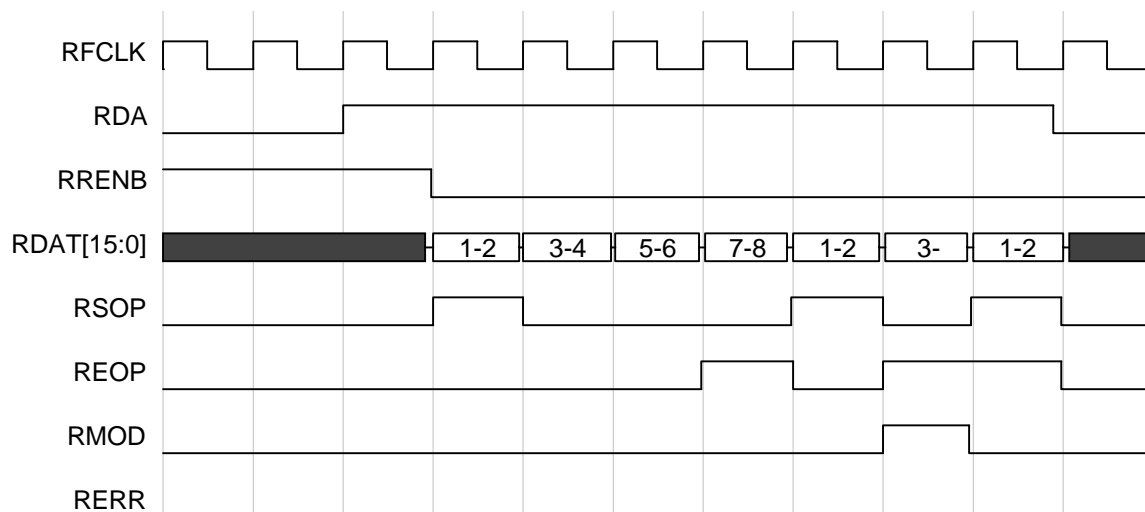 RFCLK
RDA
RRENB
RDAT[15:0] 1-2 3-4 5-6 7-8 1-2 3- 1-2
RSOP
REOP
RMOD
RERR